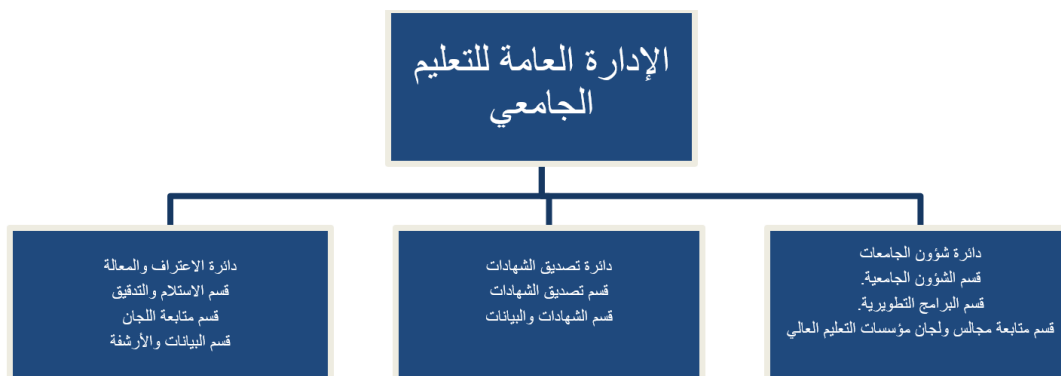 الإدارة العامة للتعليم
الجامعي
دائرة شؤون الجامعات
قسم الشؤون الجامعية.
قسم البرامج التطويرية.
قسم متابعة مجالس ولجان مؤسسات التعليم العالي
دائرة تصديق الشهادات
قسم تصديق الشهادات
قسم الشهادات والبيانات
دائرة الاعتراف والمعالة
قسم الاستلام والتدقيق
قسم متابعة اللجان
قسم البيانات والأرشفة